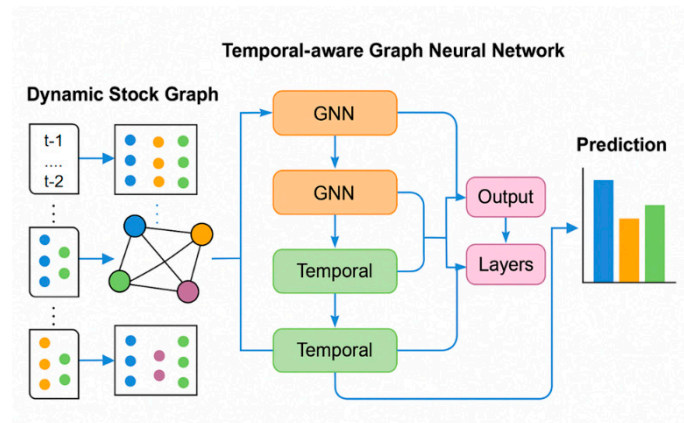 Temporal-aware Graph Neural Network
Dynamic Stock Graph
t-1
....
t-2
GNN
GNN
Temporal
Temporal
Output
Layers
Prediction